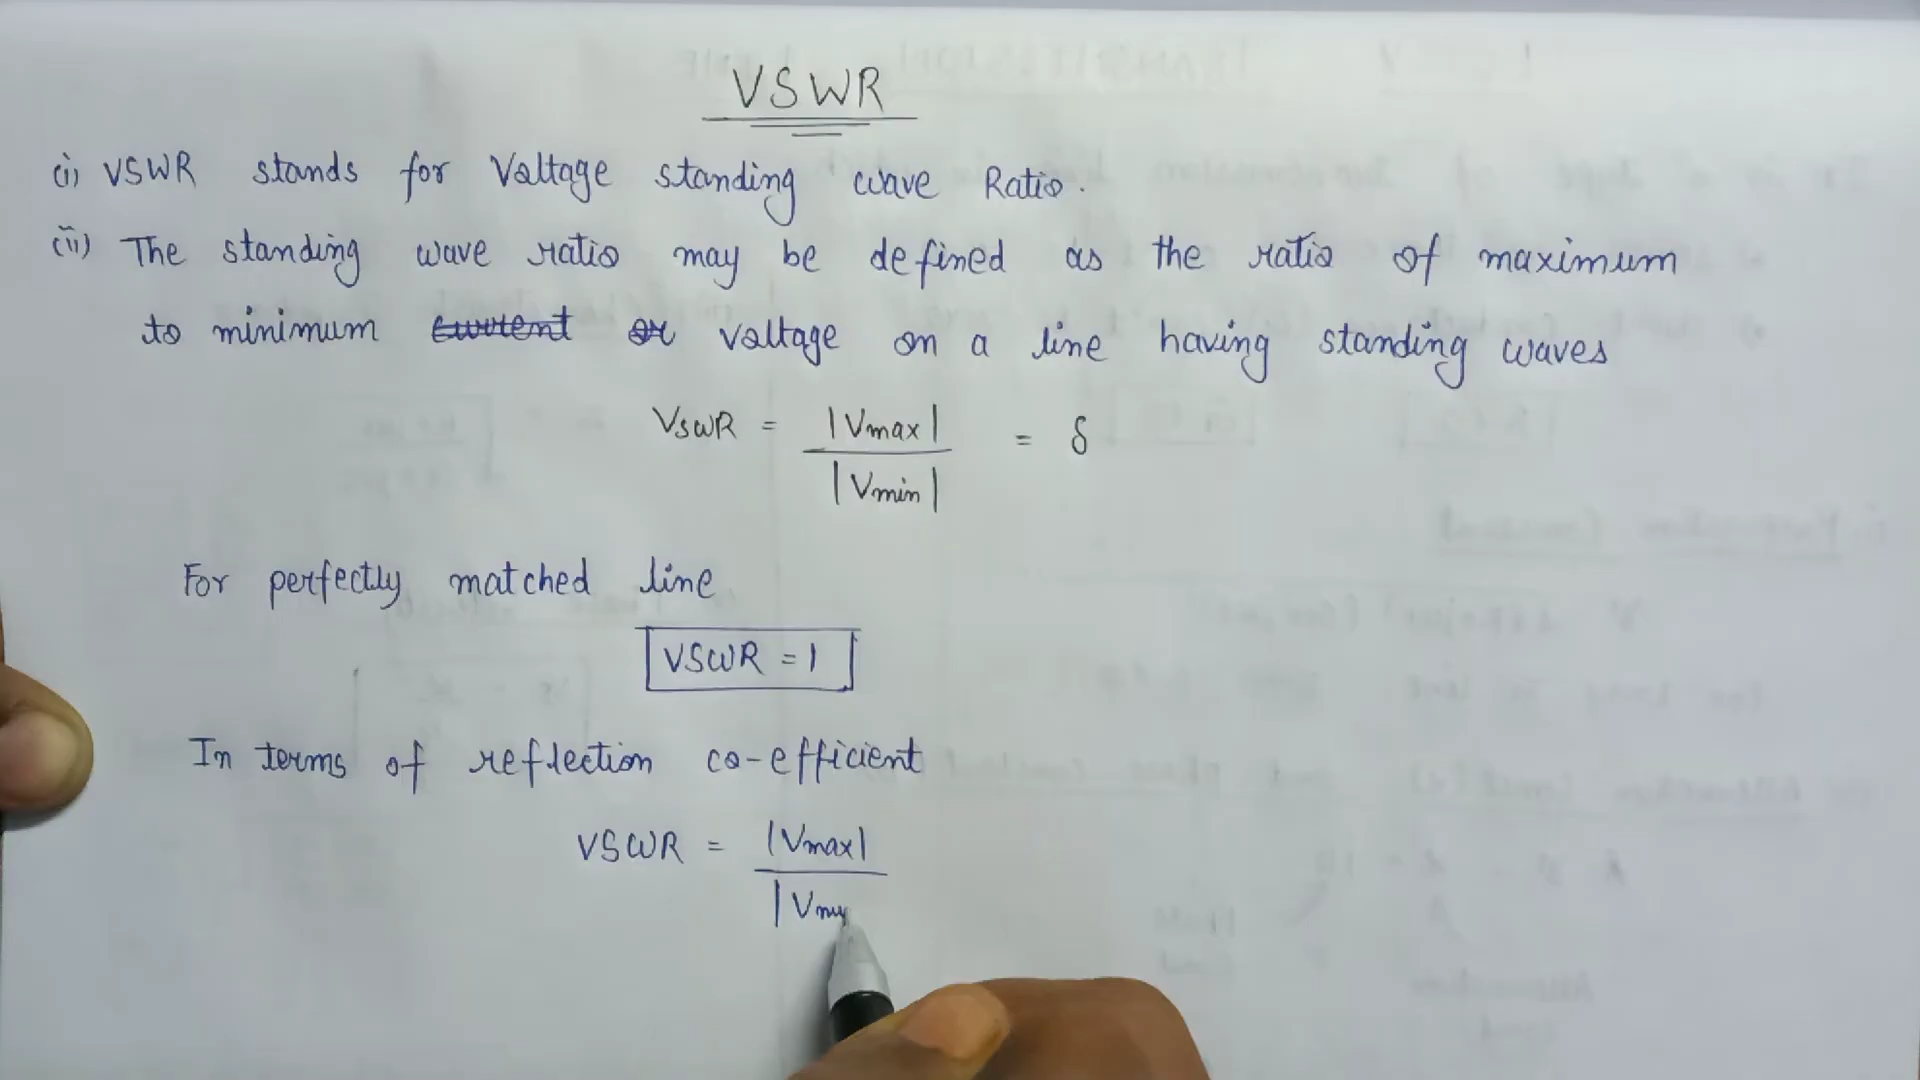 VSWR
(i) VSWR stands for Voltage standing wave Ratio.
(ii) The standing wave ratio may be defined as the ratio of maximum
to minimum current or voltage on a line having standing waves
VSWR = |Vmax| / |Vmin| = δ
For perfectly matched line
VSWR = 1
In terms of reflection co-efficient
VSWR = |Vmax| / |Vm